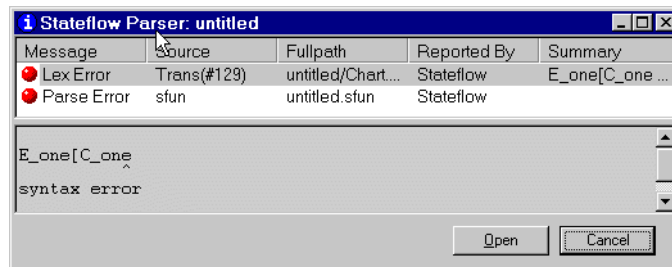 Stateflow Parser: untitled
Message Source Fullpath Reported By Summary
Lex Error Trans(#129) untitled/Chart.... Stateflow E_one[C_one ...
Parse Error sfun untitled.sfun Stateflow
E_one[C_one
^
syntax error
Open Cancel